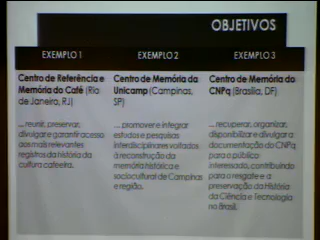 OBJETIVOS
EXEMPLO 1
EXEMPLO 2
EXEMPLO 3
Centro de Referência e
Memória do Café (Rio
de Janeiro, RJ)
... reunir, preservar,
divulgar e garantir acesso
aos mais relevantes
registros da história da
cultura cafeeira.
Centro de Memória da
Unicamp (Campinas,
SP)
... promover e integrar
estudos e pesquisas
interdisciplinares voltados
à reconstrução da
memória histórica e
sociocultural de Campinas
e região.
Centro de Memória do
CNPq (Brasília, DF)
... recuperar, organizar,
disponibilizar e divulgar a
documentação do CNPq
para o público
interessado, contribuindo
para o resgate e a
preservação da História
da Ciência e Tecnologia
no Brasil.